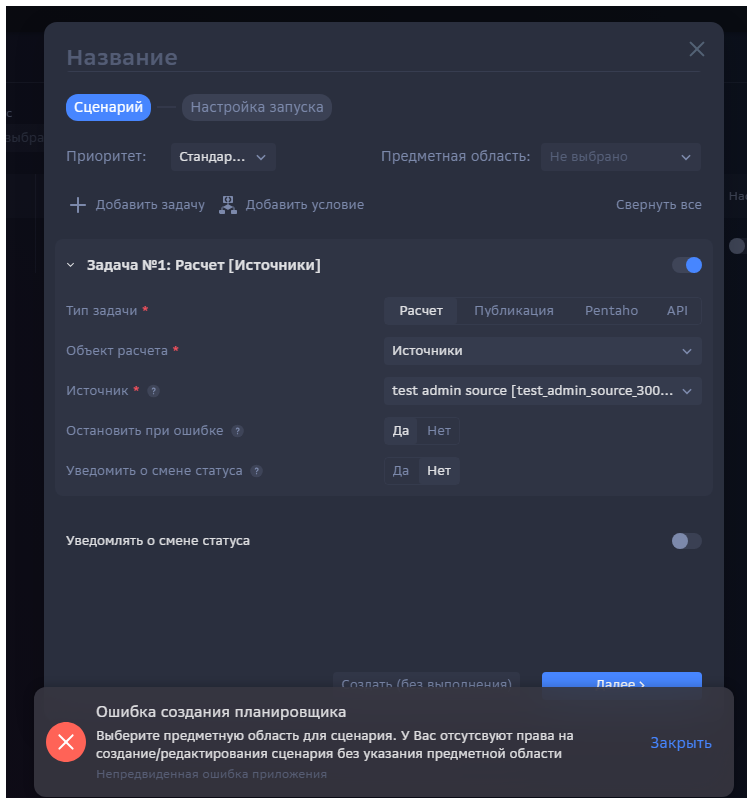 Название
Сценарий
Настройка запуска
с
выбра
Приоритет:
Стандар...
Предметная область:
Не выбрано
Добавить задачу
Добавить условие
Свернуть все
Нас
Задача №1: Расчет [Источники]
Тип задачи *
Расчет
Публикация
Pentaho
API
Объект расчета *
Источники
Источник * ?
test admin source [test_admin_source_300...
Остановить при ошибке ?
Да
Нет
Уведомить о смене статуса ?
Да
Нет
Уведомлять о смене статуса
Создать (без выполнения)
Далее >
Ошибка создания планировщика
Выберите предметную область для сценария. У Вас отсутсвуют права на
создание/редактирования сценария без указания предметной области
Непредвиденная ошибка приложения
Закрыть